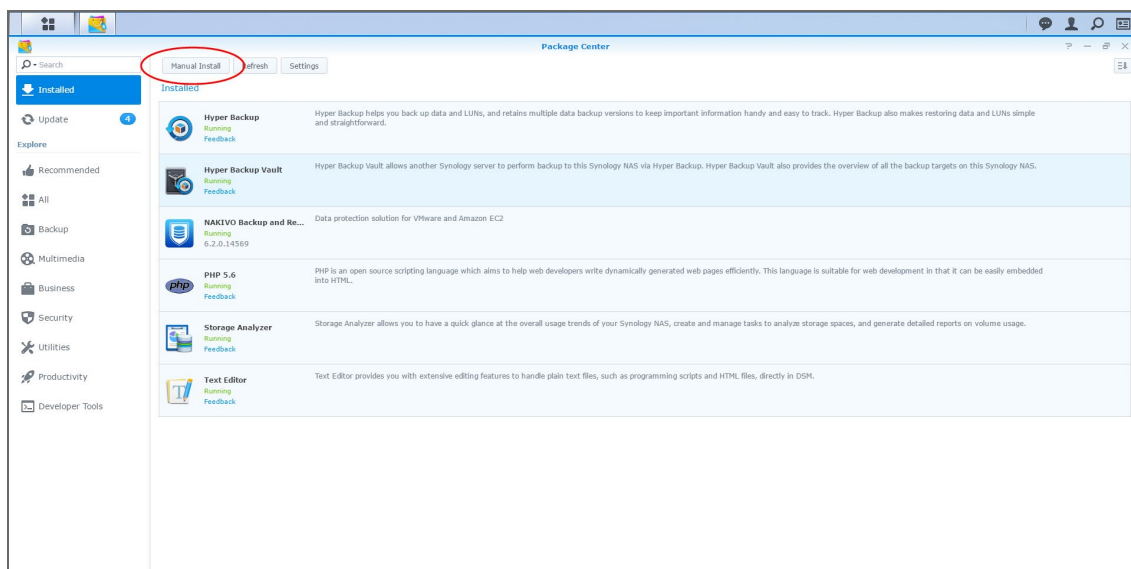 Package Center
Search
Manual Install
Refresh
Settings
Installed
Update
4
Explore
Recommended
All
Backup
Multimedia
Business
Security
Utilities
Productivity
Developer Tools
Installed
Hyper Backup
Running
Feedback
Hyper Backup helps you back up data and LUNs, and retains multiple data backup versions to keep important information handy and easy to track. Hyper Backup also makes restoring data and LUNs simple
and straightforward.
Hyper Backup Vault
Running
Feedback
Hyper Backup Vault allows another Synology server to perform backup to this Synology NAS via Hyper Backup. Hyper Backup Vault also provides the overview of all the backup targets on this Synology NAS.
NAKIVO Backup and Re...
Running
6.2.0.14569
Data protection solution for VMware and Amazon EC2
php
PHP 5.6
Running
Feedback
PHP is an open source scripting language which aims to help web developers write dynamically generated web pages efficiently. This language is suitable for web development in that it can be easily embedded
into HTML.
Storage Analyzer
Running
Feedback
Storage Analyzer allows you to have a quick glance at the overall usage trends of your Synology NAS, create and manage tasks to analyze storage spaces, and generate detailed reports on volume usage.
Text Editor
Running
Feedback
Text Editor provides you with extensive editing features to handle plain text files, such as programming scripts and HTML files, directly in DSM.